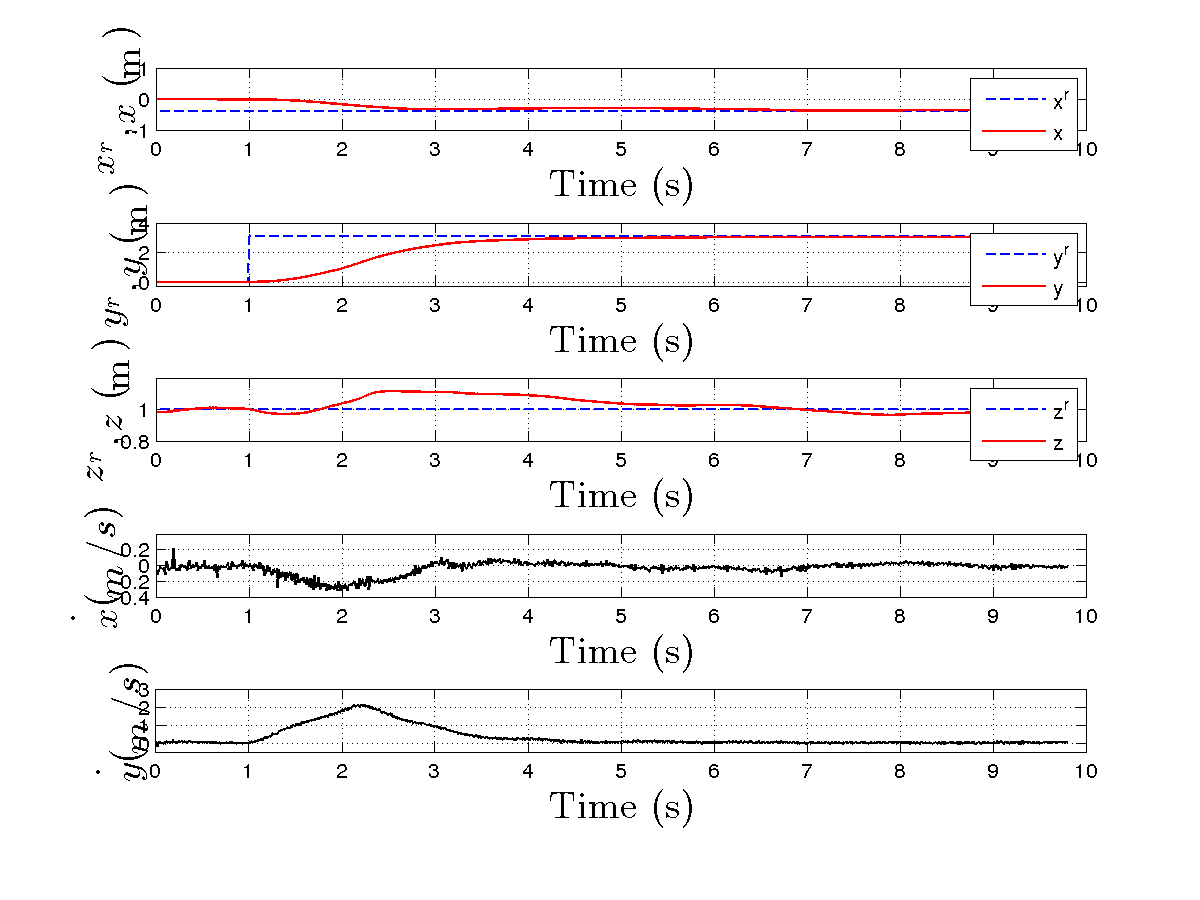 x^r ,x (m)
1
0
-1
x^r
x
0 1 2 3 4 5 6 7 8 9 10
Time (s)
y^r ,y (m)
4
2
0
y^r
y
0 1 2 3 4 5 6 7 8 9 10
Time (s)
z^r ,z (m)
1
0.8
z^r
z
0 1 2 3 4 5 6 7 8 9 10
Time (s)
ẋ(m/s)
0.2
0
0.2
0.4
0 1 2 3 4 5 6 7 8 9 10
Time (s)
ẏ(m/s)
3
2
1
0
0 1 2 3 4 5 6 7 8 9 10
Time (s)